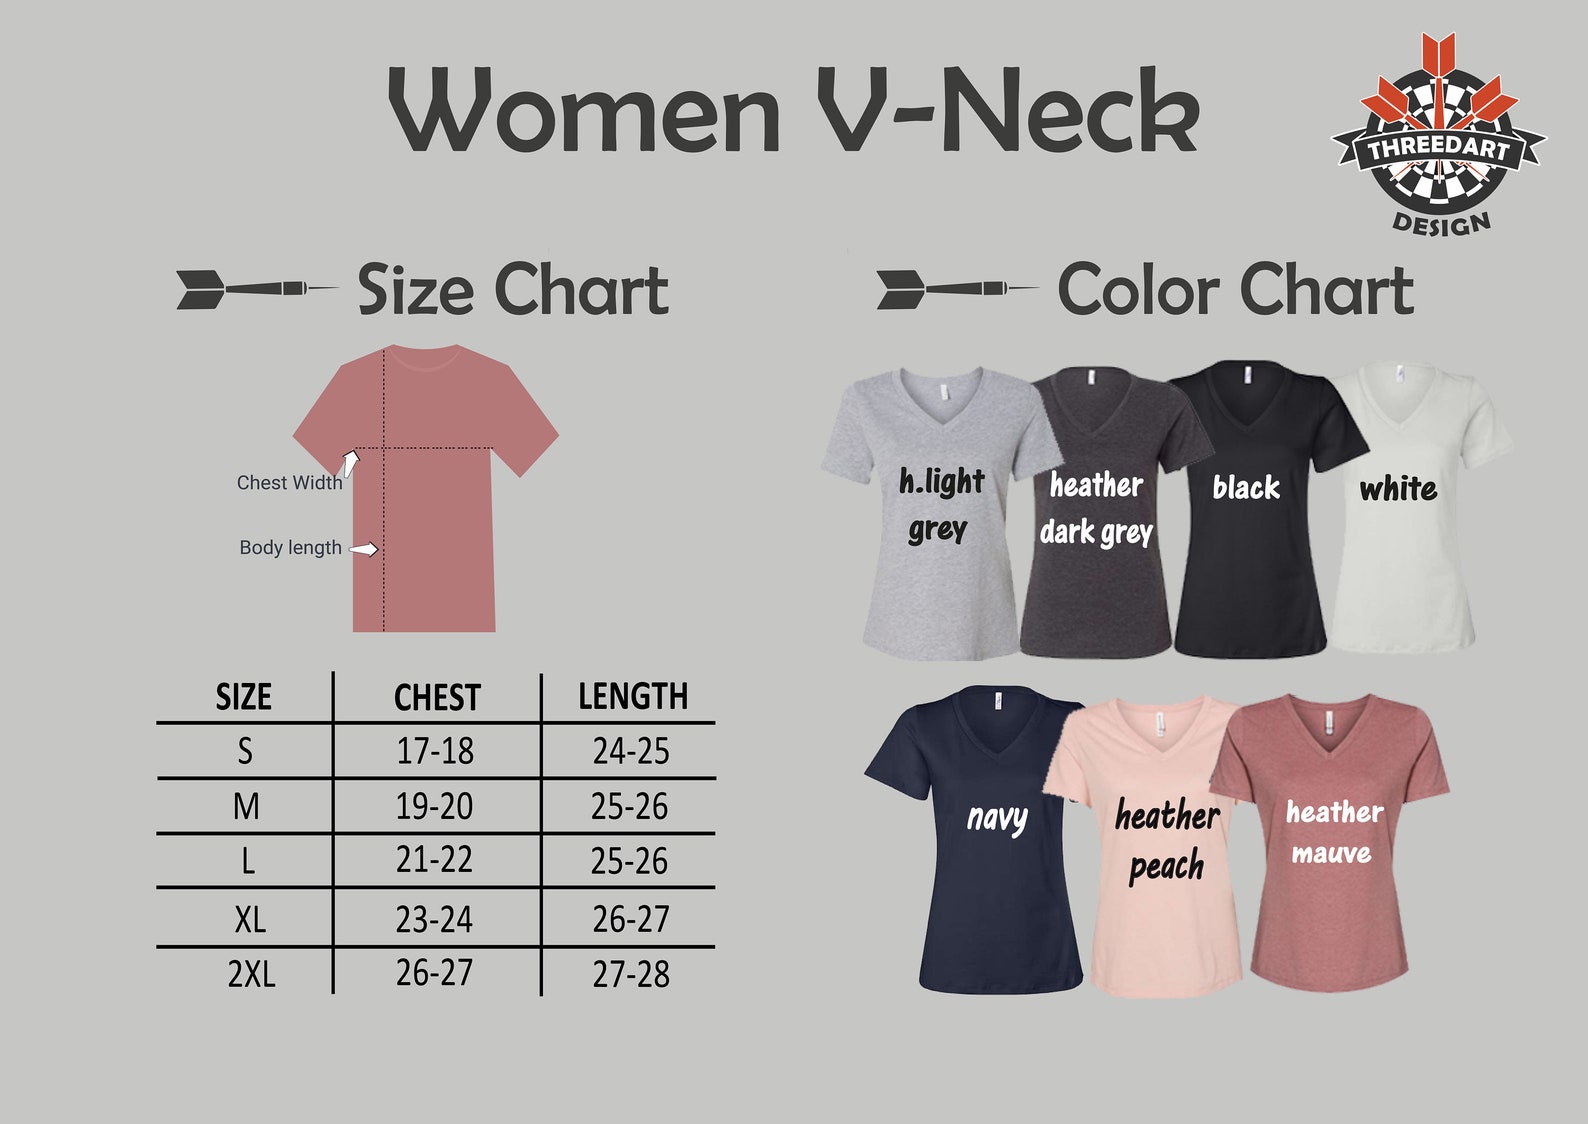 Women V-Neck
THREEDART
DESIGN
Size Chart
Chest Width
Body length
SIZE CHEST LENGTH
S 17-18 24-25
M 19-20 25-26
L 21-22 25-26
XL 23-24 26-27
2XL 26-27 27-28
Color Chart
h.light
grey
heather
dark grey
black
white
navy
heather
peach
heather
mauve